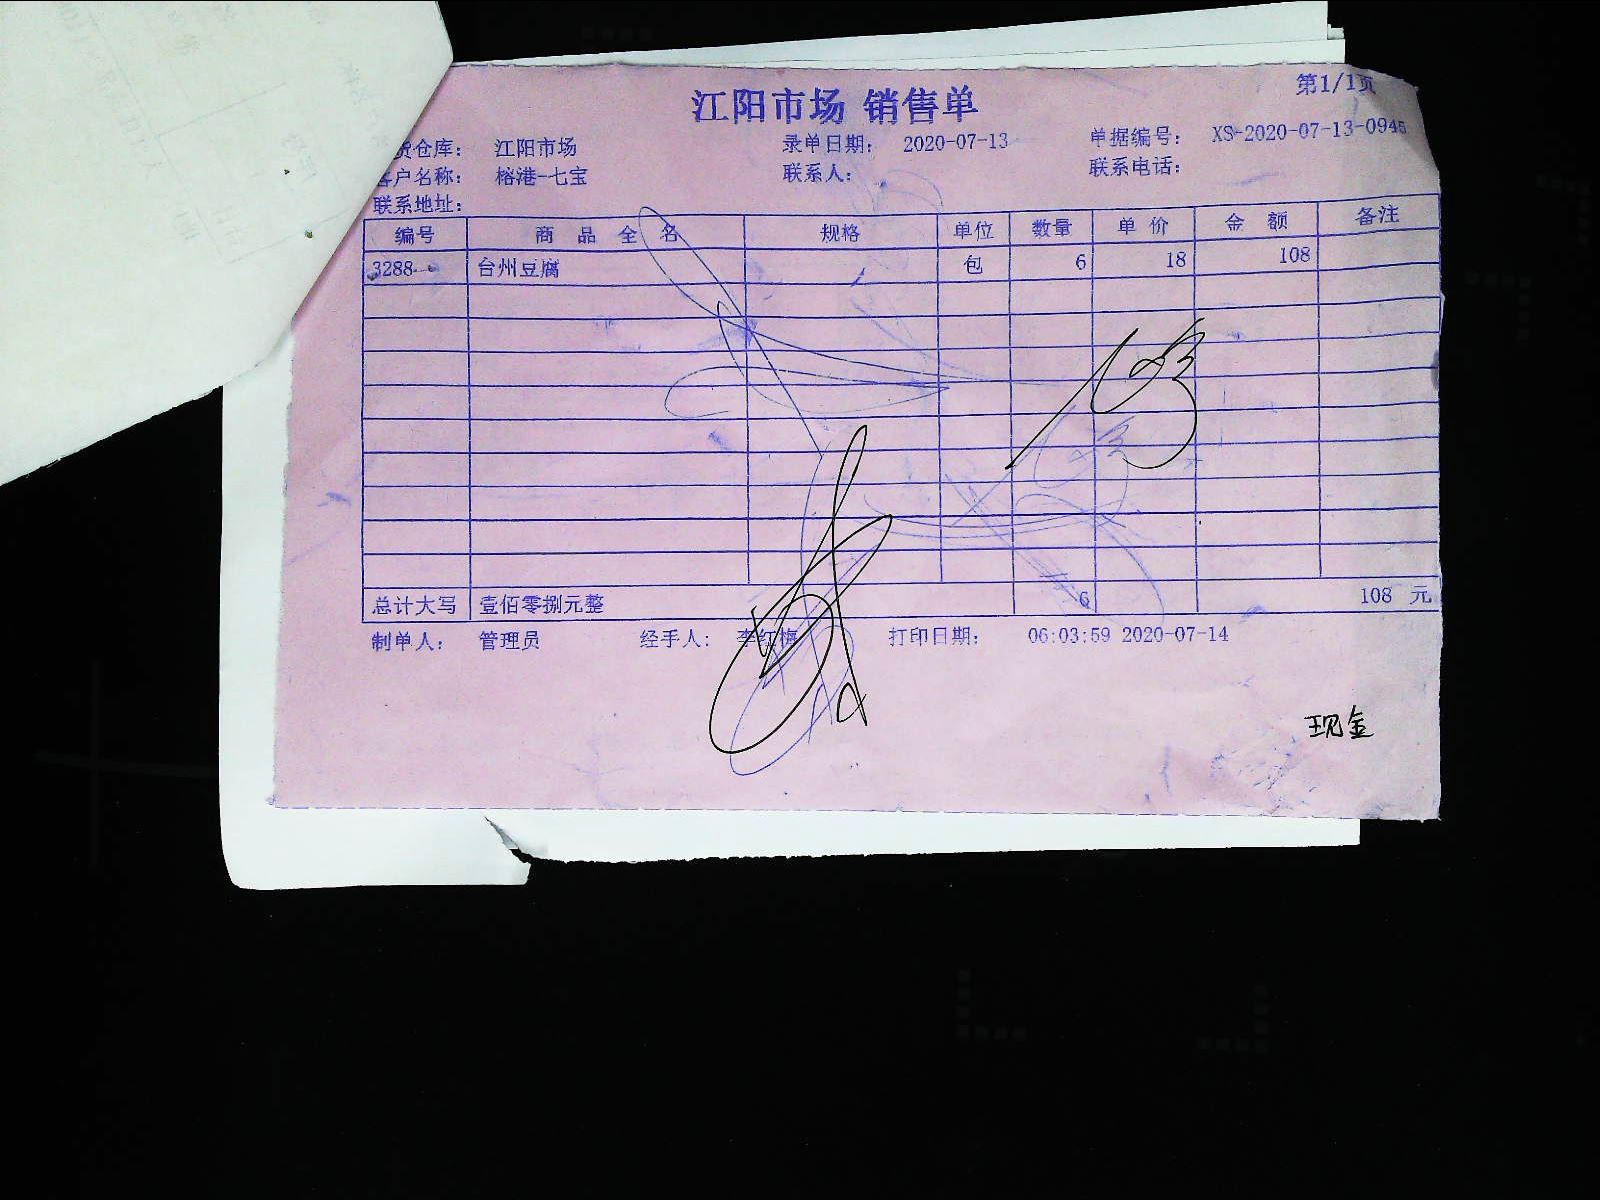 江阳市场 销售单
第1/1页
货仓库: 江阳市场 录单日期: 2020-07-13 单据编号: XS-2020-07-13-0945
客户名称: 榕港-七宝 联系人: 联系电话:
联系地址:
编号 商品全名 规格 单位 数量 单价 金额 备注
3288 台州豆腐 包 6 18 108
总计大写 壹佰零捌元整 6 108 元
制单人: 管理员 经手人: 李红梅 打印日期: 06:03:59 2020-07-14
现金